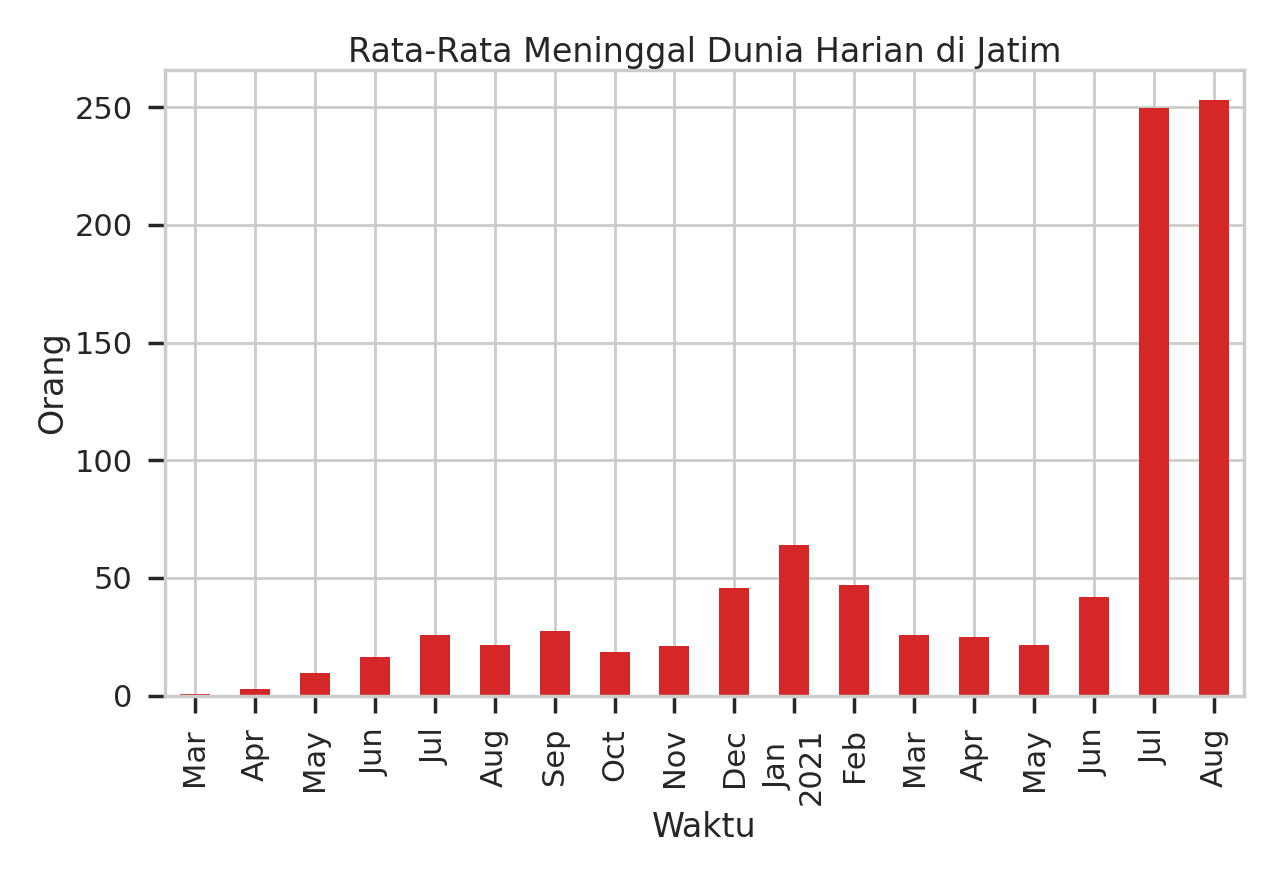 Rata-Rata Meninggal Dunia Harian di Jatim
250
200
150
100
50
0
Orang
Mar
Apr
May
Jun
Jul
Aug
Sep
Oct
Nov
Dec
Jan
2021
Feb
Mar
Apr
May
Jun
Jul
Aug
Waktu